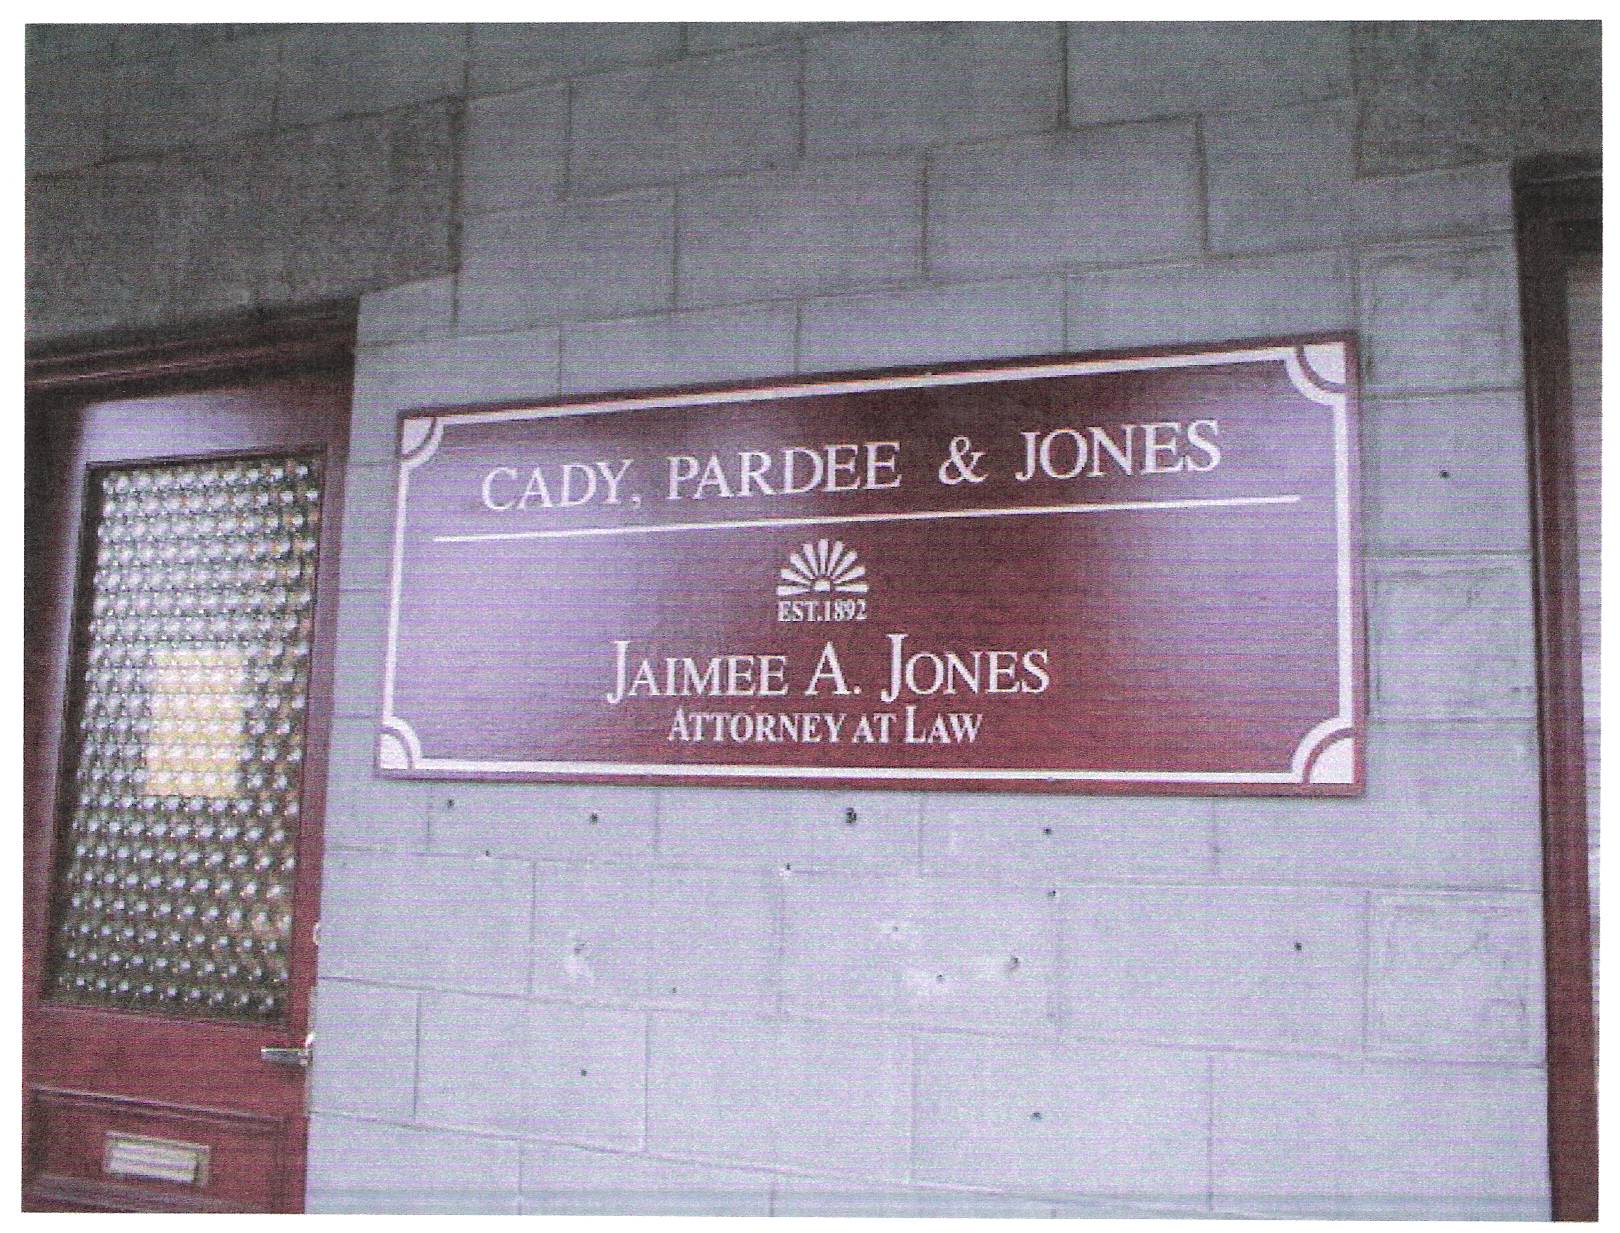 CADY, PARDEE & JONES
EST.1892
JAIMEE A. JONES
ATTORNEY AT LAW